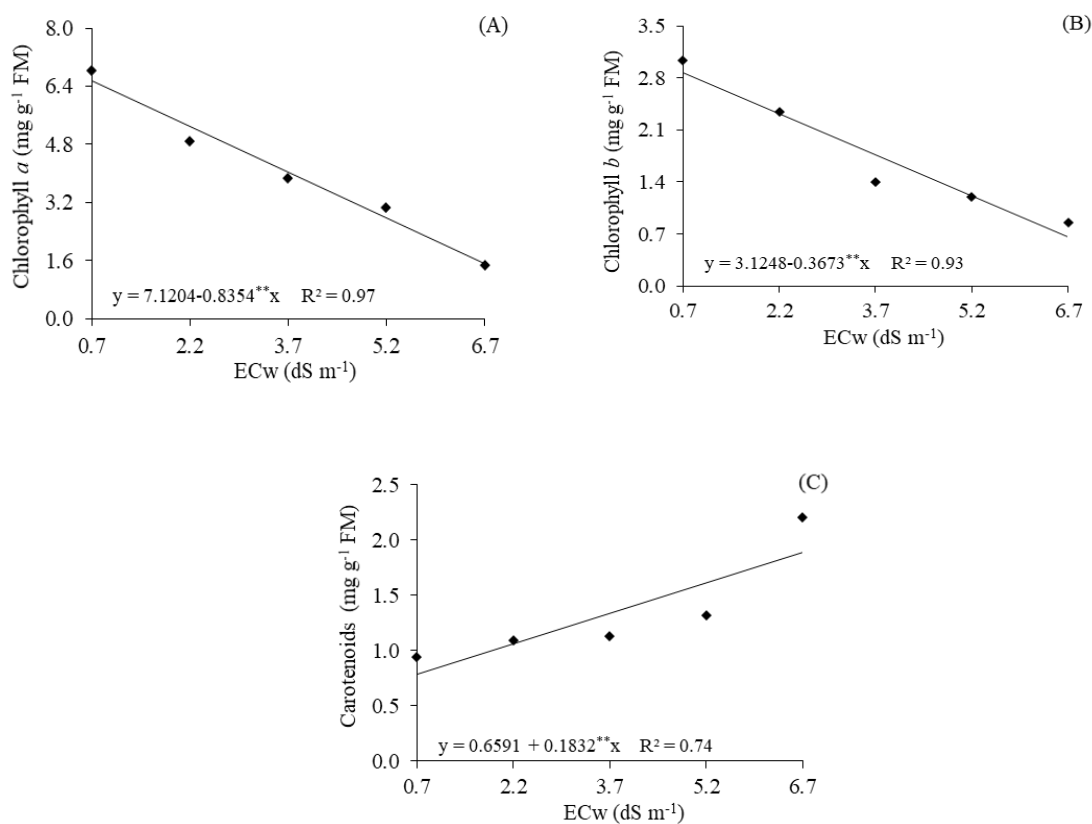 (A)
Chlorophyll a (mg g-1 FM)
8.0
6.4
4.8
3.2
1.6
0.0
y = 7.1204-0.8354**x R² = 0.97
0.7 2.2 3.7 5.2 6.7
ECw (dS m-1)
(B)
Chlorophyll b (mg g-1 FM)
3.5
2.8
2.1
1.4
0.7
0.0
y = 3.1248-0.3673**x R² = 0.93
0.7 2.2 3.7 5.2 6.7
ECw (dS m-1)
(C)
Carotenoids (mg g-1 FM)
2.5
2.0
1.5
1.0
0.5
0.0
y = 0.6591 + 0.1832**x R² = 0.74
0.7 2.2 3.7 5.2 6.7
ECw (dS m-1)